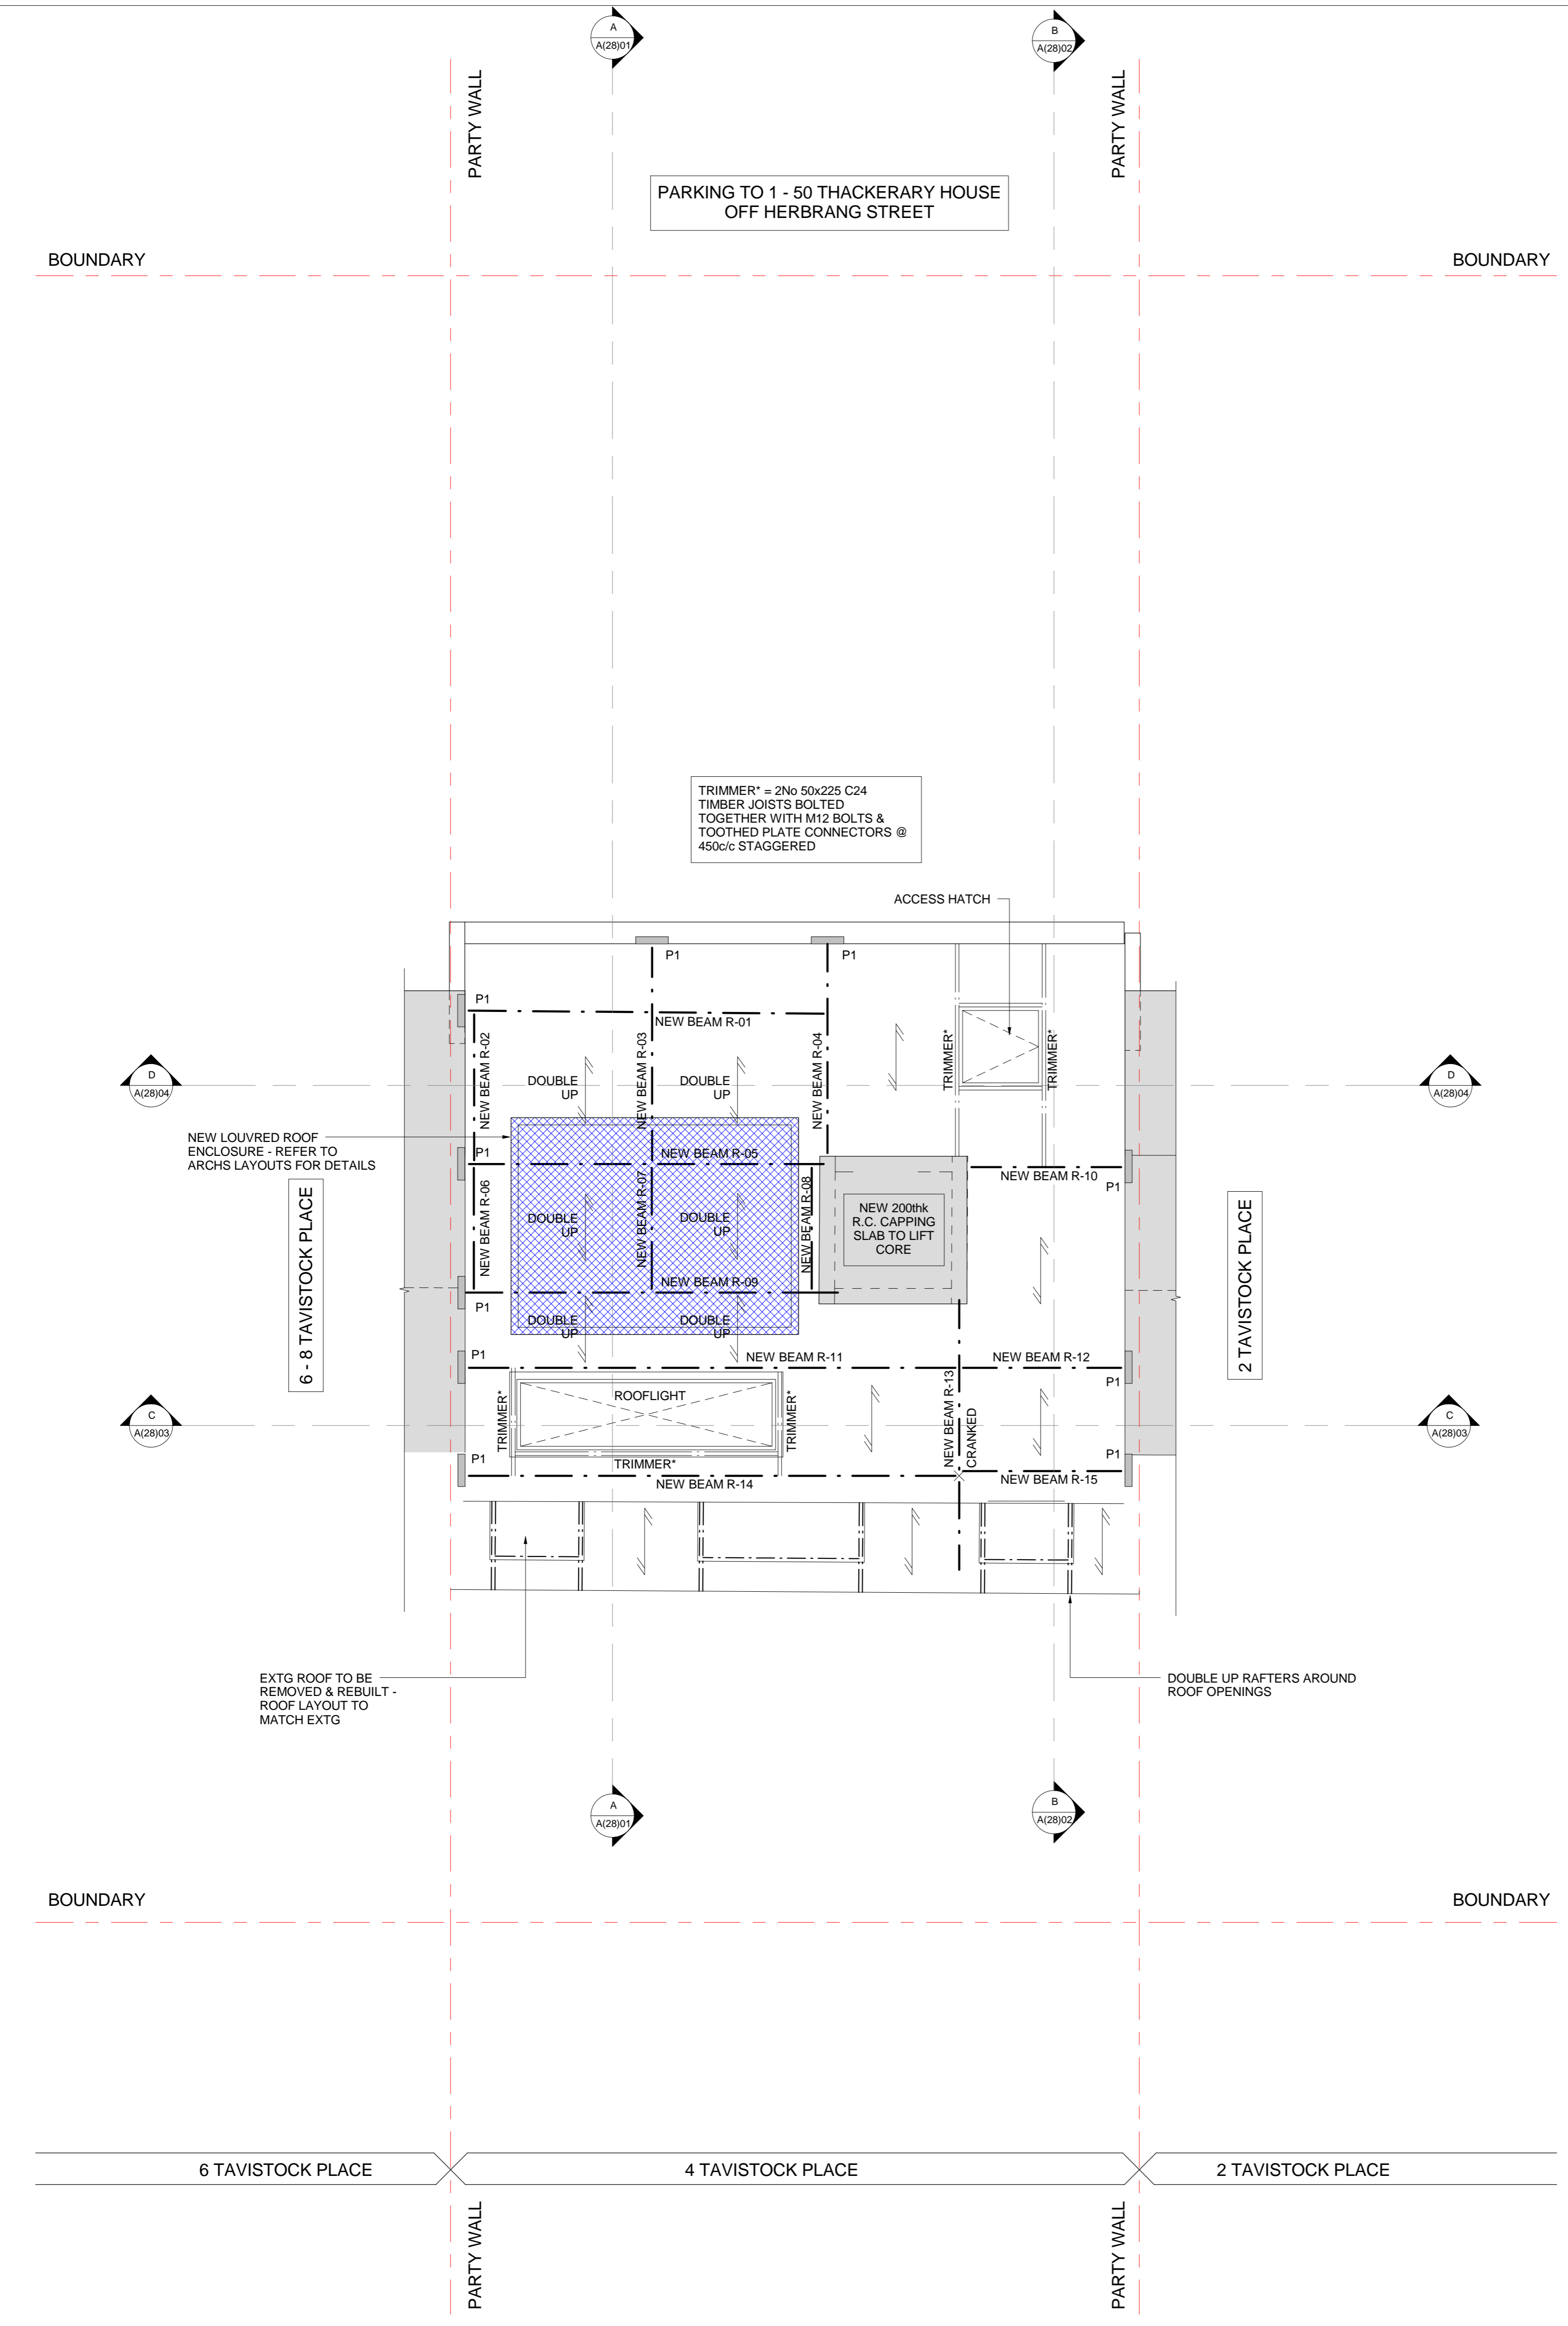 A
A(28)01
B
A(28)02
PARTY WALL
PARTY WALL
PARKING TO 1 - 50 THACKERARY HOUSE
OFF HERBRANG STREET
BOUNDARY
BOUNDARY
TRIMMER* = 2No 50x225 C24
TIMBER JOISTS BOLTED
TOGETHER WITH M12 BOLTS &
TOOTHED PLATE CONNECTORS @
450c/c STAGGERED
ACCESS HATCH
P1
P1
P1
NEW BEAM R-01
NEW BEAM R-02
NEW BEAM R-03
NEW BEAM R-04
TRIMMER*
TRIMMER*
D
A(28)04
DOUBLE
UP
DOUBLE
UP
D
A(28)04
NEW LOUVRED ROOF
ENCLOSURE - REFER TO
ARCHS LAYOUTS FOR DETAILS
P1
NEW BEAM R-05
NEW BEAM R-10
P1
NEW BEAM R-06
NEW BEAM R-07
NEW BEAM R-08
DOUBLE
UP
DOUBLE
UP
NEW 200thk
R.C. CAPPING
SLAB TO LIFT
CORE
6 - 8 TAVISTOCK PLACE
2 TAVISTOCK PLACE
NEW BEAM R-09
P1
DOUBLE
UP
DOUBLE
UP
P1
NEW BEAM R-11
NEW BEAM R-12
P1
TRIMMER*
ROOFLIGHT
TRIMMER*
NEW BEAM R-13
CRANKED
C
A(28)03
C
A(28)03
P1
TRIMMER*
P1
NEW BEAM R-14
NEW BEAM R-15
EXTG ROOF TO BE
REMOVED & REBUILT -
ROOF LAYOUT TO
MATCH EXTG
DOUBLE UP RAFTERS AROUND
ROOF OPENINGS
A
A(28)01
B
A(28)02
BOUNDARY
BOUNDARY
6 TAVISTOCK PLACE
4 TAVISTOCK PLACE
2 TAVISTOCK PLACE
PARTY WALL
PARTY WALL